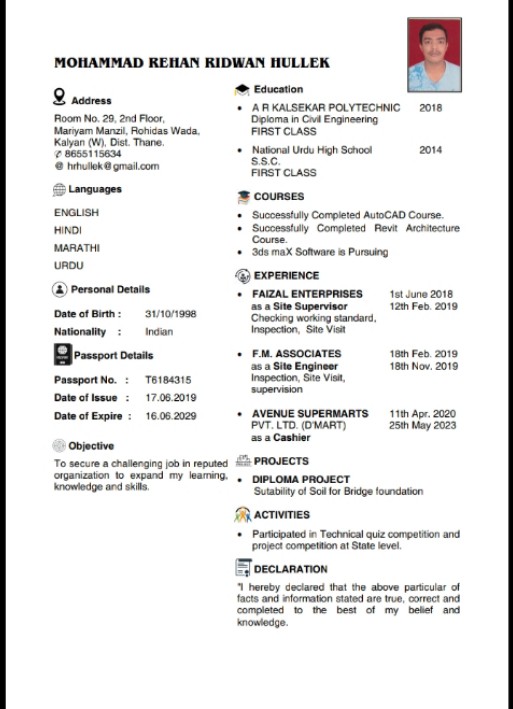 MOHAMMAD REHAN RIDWAN HULLEK
Address
Room No. 29, 2nd Floor,
Mariyam Manzil, Rohidas Wada,
Kalyan (W), Dist. Thane.
✆ 8655115634
@ hrhullek@gmail.com
Languages
ENGLISH
HINDI
MARATHI
URDU
Personal Details
Date of Birth : 31/10/1998
Nationality : Indian
Passport Details
Passport No. : T6184315
Date of Issue : 17.06.2019
Date of Expire : 16.06.2029
Objective
To secure a challenging job in reputed
organization to expand my learning,
knowledge and skills.
Education
• A R KALSEKAR POLYTECHNIC 2018
Diploma in Civil Engineering
FIRST CLASS
• National Urdu High School 2014
S.S.C.
FIRST CLASS
COURSES
• Successfully Completed AutoCAD Course.
• Successfully Completed Revit Architecture
Course.
• 3ds maX Software is Pursuing
EXPERIENCE
• FAIZAL ENTERPRISES 1st June 2018
as a Site Supervisor 12th Feb. 2019
Checking working standard,
Inspection, Site Visit
• F.M. ASSOCIATES 18th Feb. 2019
as a Site Engineer 18th Nov. 2019
Inspection, Site Visit,
supervision
• AVENUE SUPERMARTS 11th Apr. 2020
PVT. LTD. (D'MART) 25th May 2023
as a Cashier
PROJECTS
• DIPLOMA PROJECT
Sutability of Soil for Bridge foundation
ACTIVITIES
• Participated in Technical quiz competition and
project competition at State level.
DECLARATION
"I hereby declared that the above particular of
facts and information stated are true, correct and
completed to the best of my belief and
knowledge.